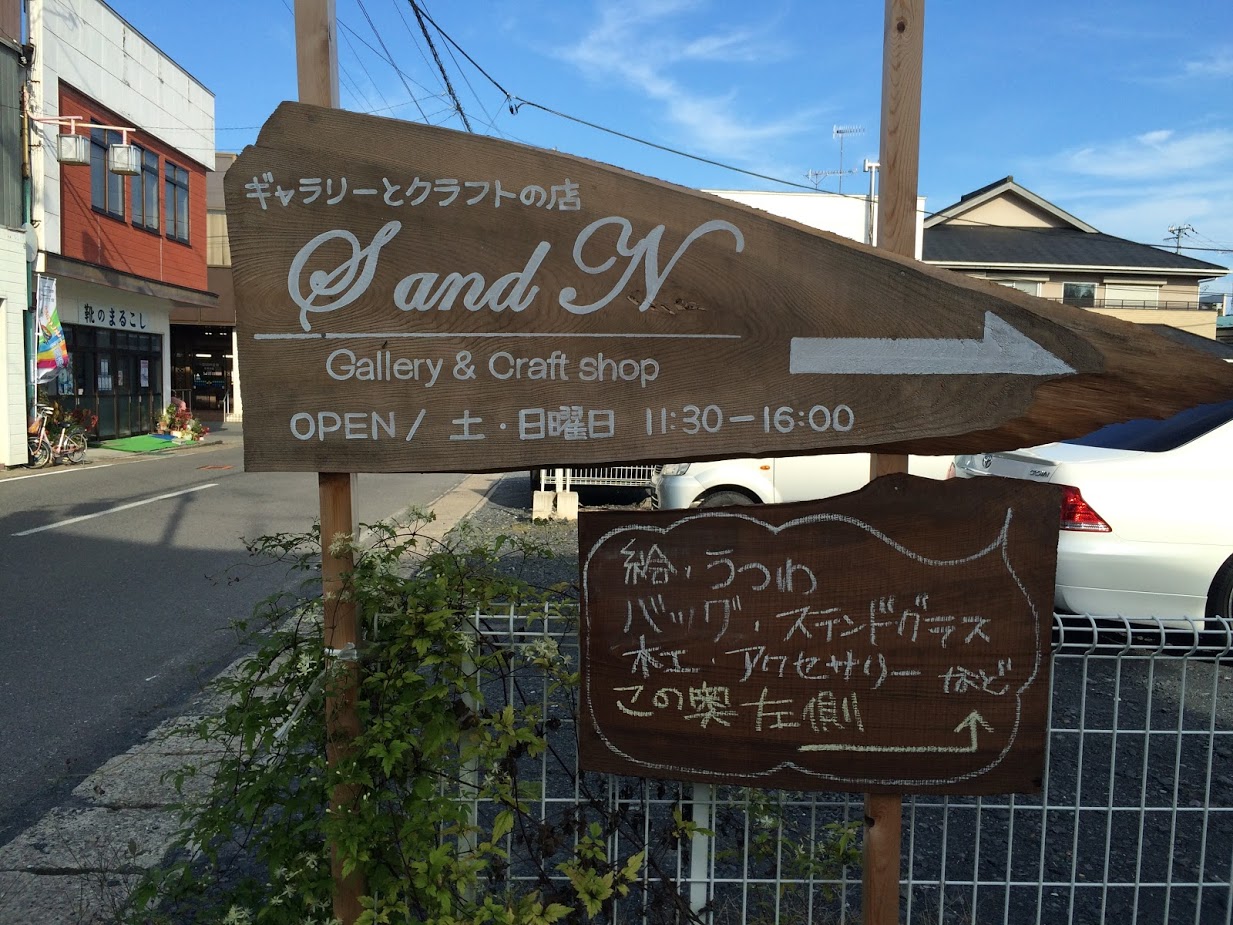 ギャラリーとクラフトの店
S and N
Gallery & Craft shop
OPEN / 土・日曜日 11:30－16:00
絵・うつわ
バッグ・ステンドグラス
木工・アクセサリー など
この奥 左側
靴のまるこし